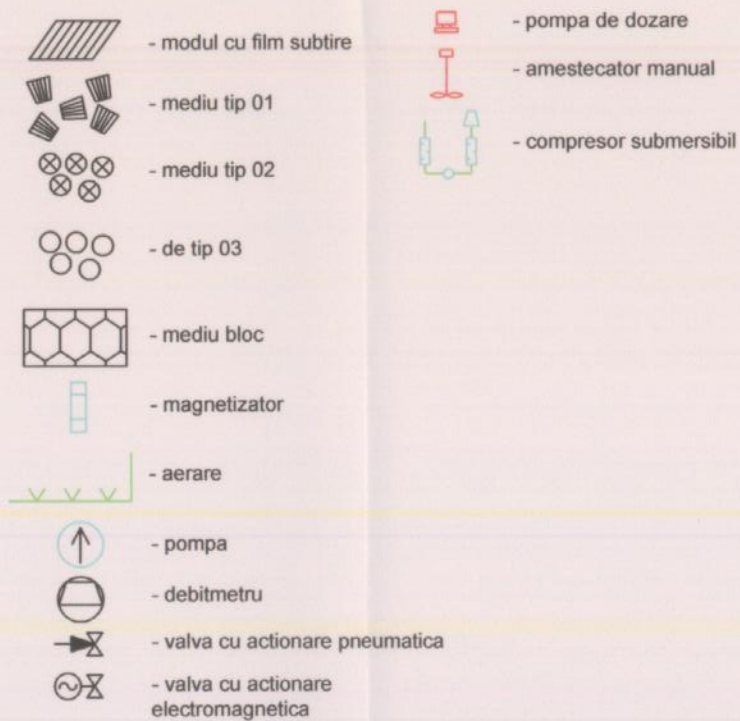 - modul cu film subtire
- mediu tip 01
- mediu tip 02
- de tip 03
- mediu bloc
- magnetizator
- aerare
- pompa
- debitmetru
- valva cu actionare pneumatica
- valva cu actionare
electromagnetica
- pompa de dozare
- amestecator manual
- compresor submersibil